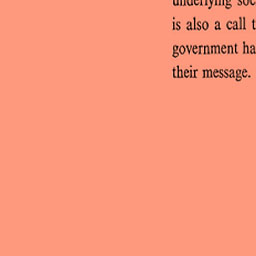 underlying soc
is also a call t
government ha
their message.